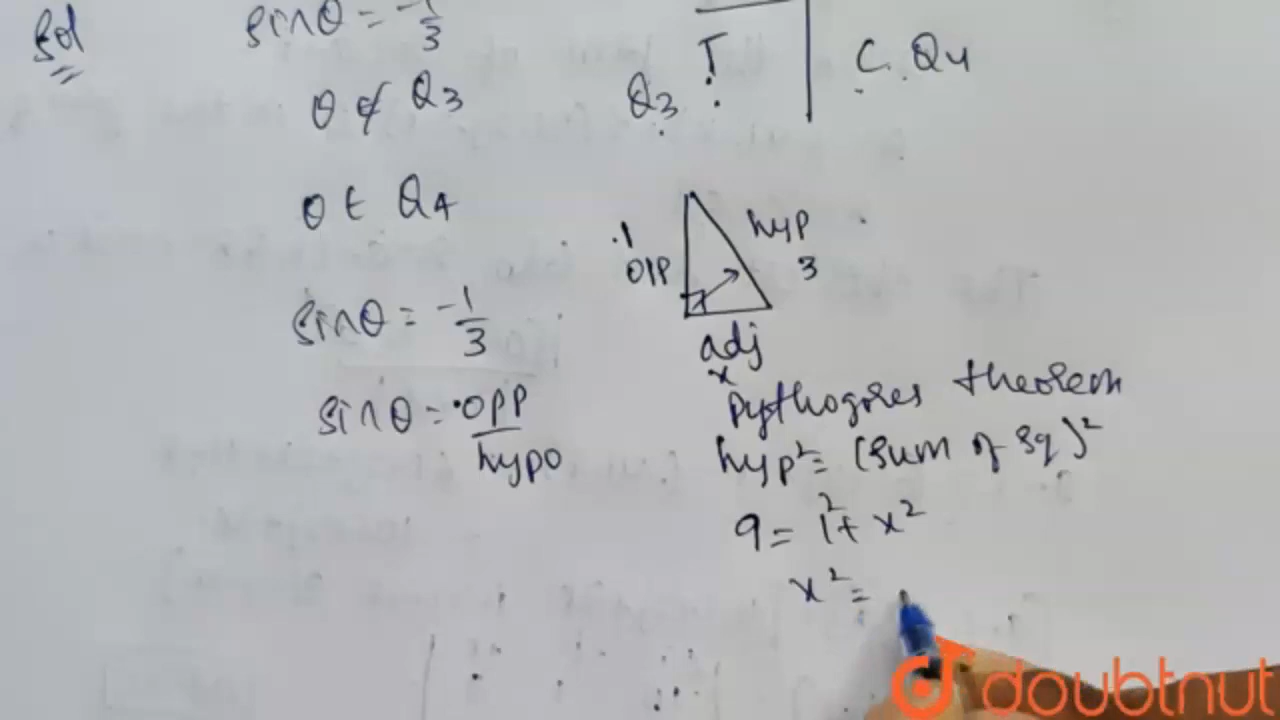 Sol
sinθ = -1/3
T
C. Q4
Q3
θ ∉ Q3
θ ∈ Q4
1
opp
hyp
3
adj
x
sinθ = -1/3
sinθ = opp/hypo
Pythogores theorem
hyp² = (sum of sq)²
9 = 1² + x²
x² =
doubtnut